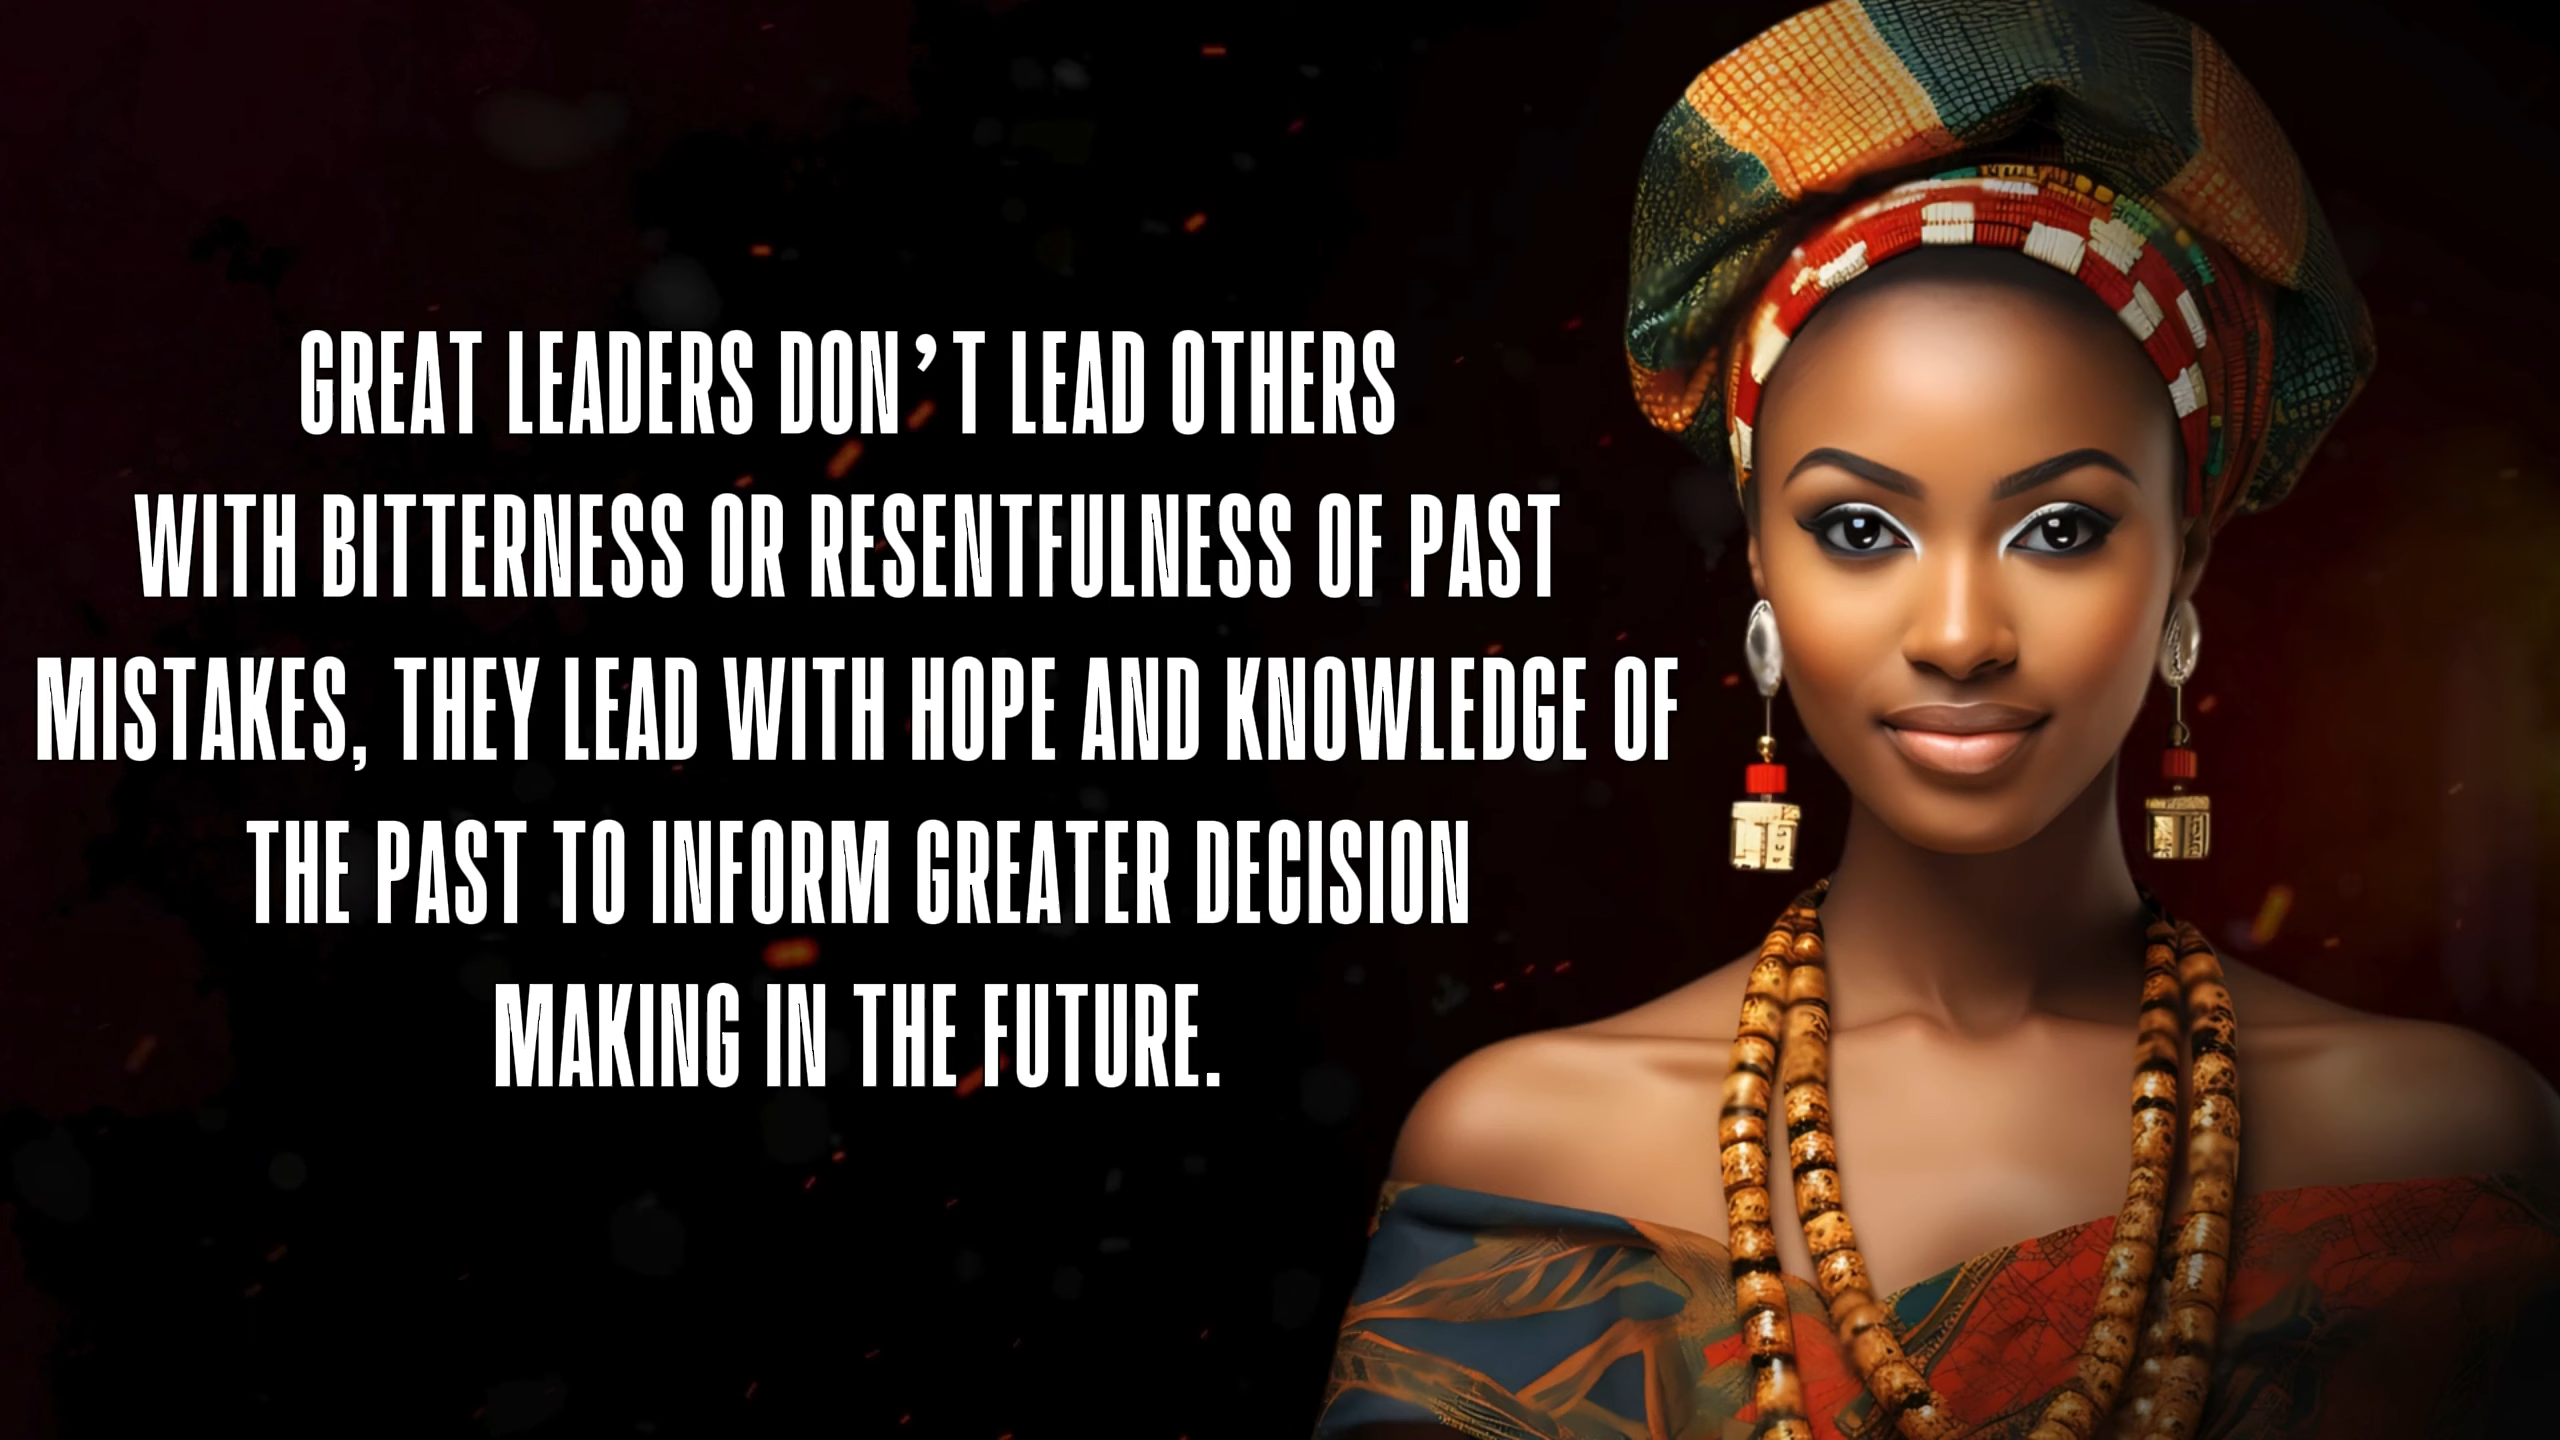 GREAT LEADERS DON'T LEAD OTHERS
WITH BITTERNESS OR RESENTFULNESS OF PAST
MISTAKES, THEY LEAD WITH HOPE AND KNOWLEDGE OF
THE PAST TO INFORM GREATER DECISION
MAKING IN THE FUTURE.